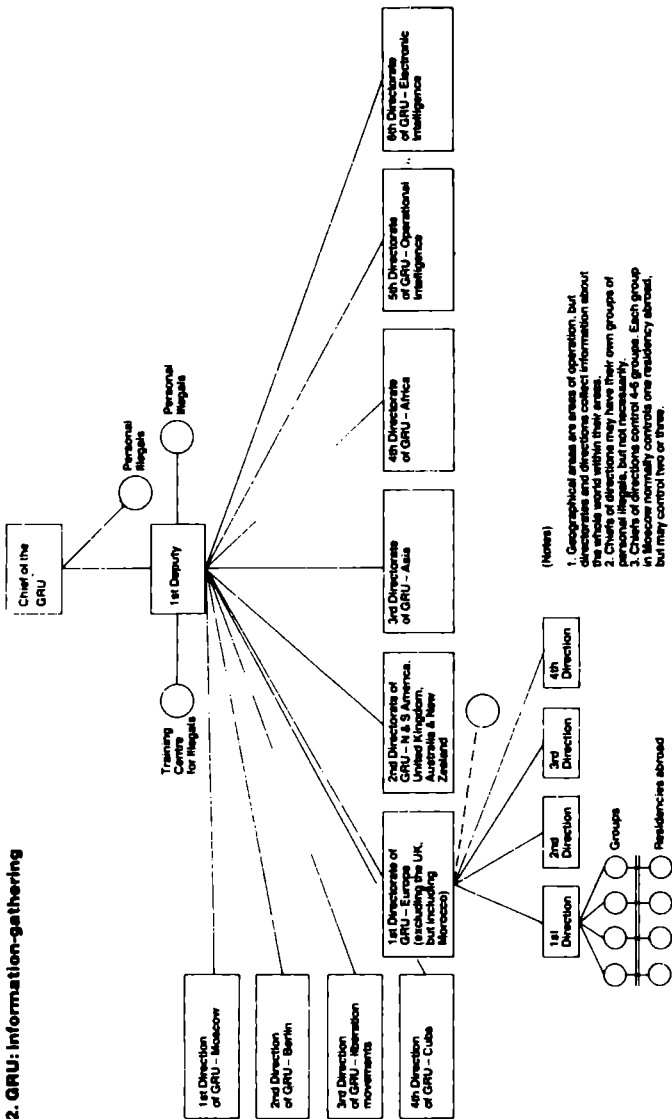 2. GRU: information-gathering
Chief of the
GRU
Personal
Illegals
1st Deputy
Personal
Illegals
Training
Centre
for Illegals
1st Direction
of GRU – Moscow
2nd Direction
of GRU – Berlin
3rd Direction
of GRU – liberation
movements
4th Direction
of GRU – Cuba
1st Directorate of
GRU – Europe
(excluding the UK,
but including
Morocco)
2nd Directorate of
GRU – N & S America,
United Kingdom,
Australia & New
Zealand
3rd Directorate
of GRU – Asia
4th Directorate
of GRU – Africa
5th Directorate
of GRU – Operational
Intelligence
6th Directorate
of GRU – Electronic
Intelligence
1st
Direction
2nd
Direction
3rd
Direction
4th
Direction
Groups
Residencies abroad
(Notes)
1. Geographical areas are areas of operation, but
directorates and directions collect information about
the whole world within their areas.
2. Chiefs of directions may have their own groups of
personal illegals, but not necessarily.
3. Chiefs of directions control 4-6 groups. Each group
in Moscow normally controls one residency abroad,
but may control two or three.